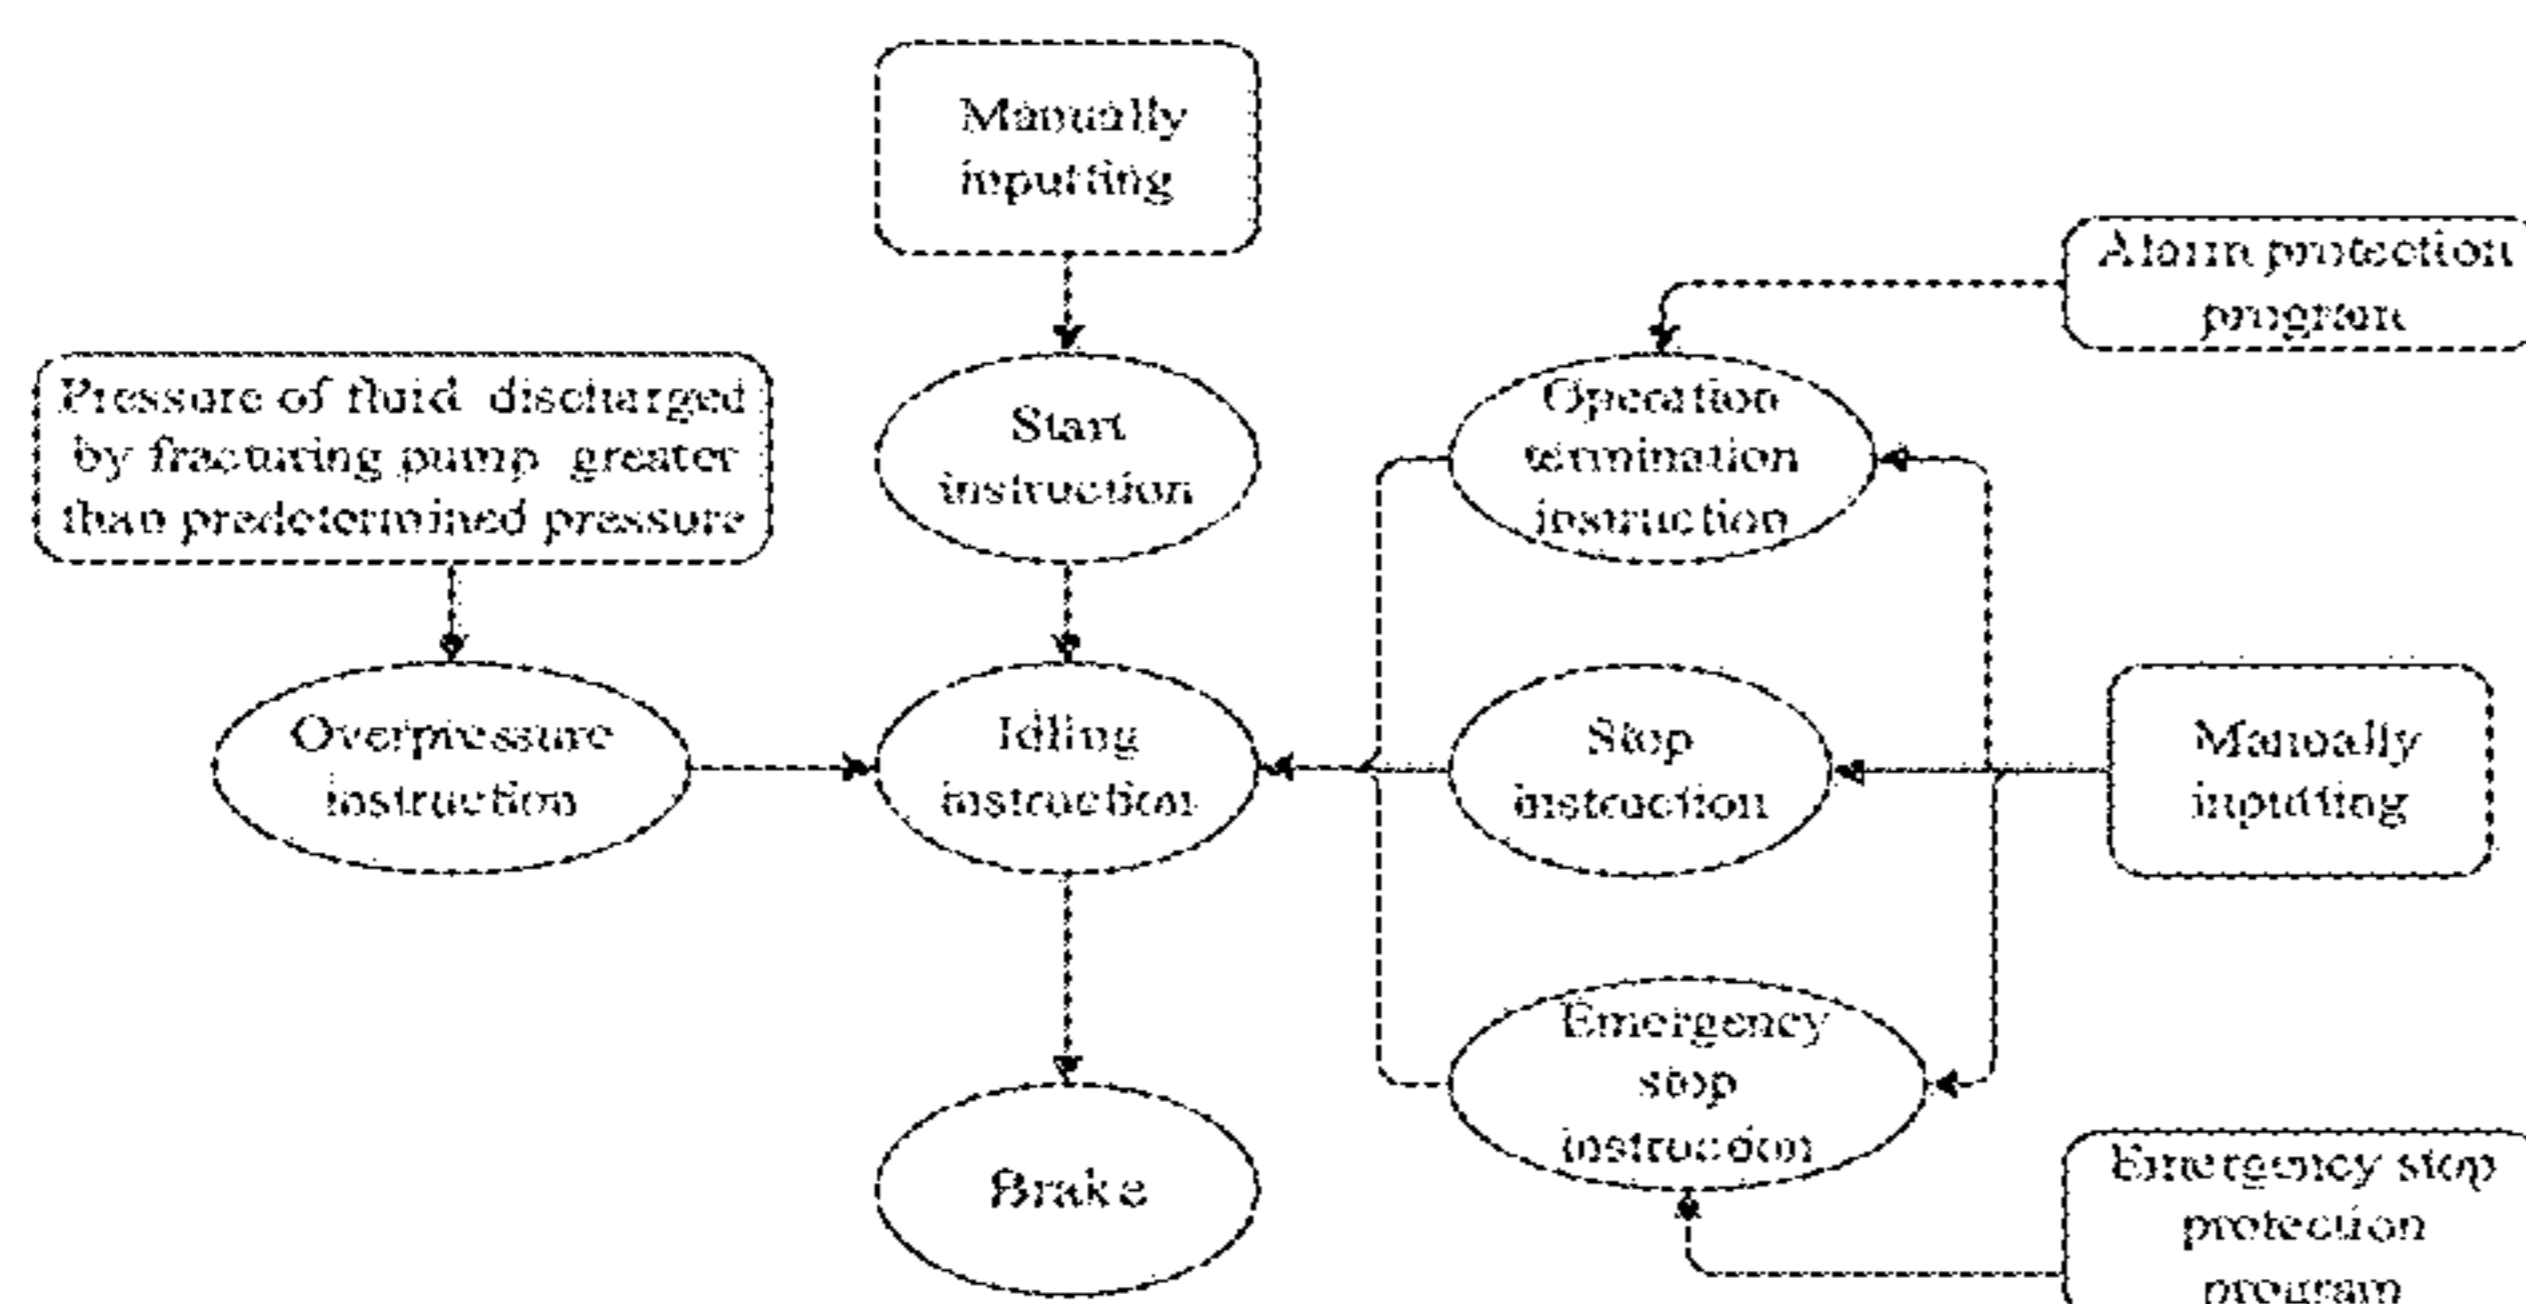 Manually
inputting
Alarm protection
program
Pressure of fluid discharged
by fracturing pump greater
than predetermined pressure
Start
instruction
Operation
termination
instruction
Overpressure
instruction
Idling
instruction
Stop
instruction
Manually
inputting
Emergency
stop
instruction
Brake
Emergency stop
protection
program